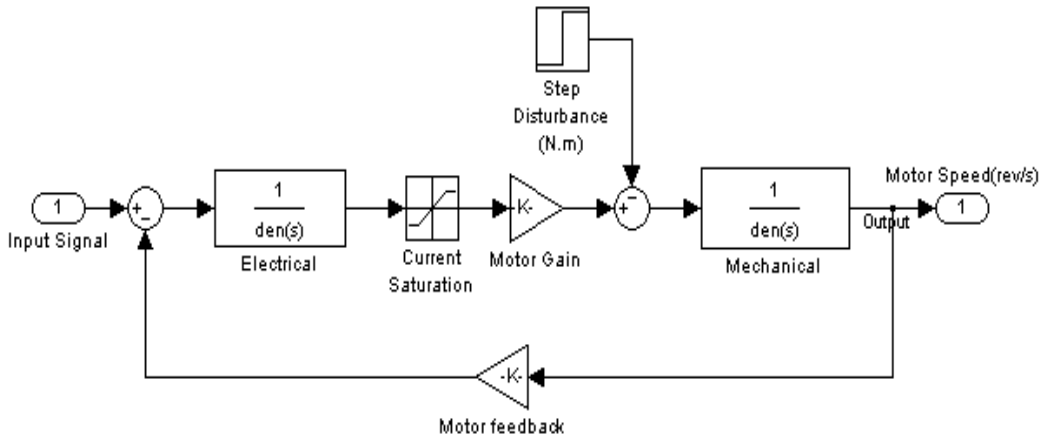 Step
Disturbance
(N.m)
Motor Speed(rev/s)
1
Input Signal
+
−
1
den(s)
Electrical
Current
Saturation
-K-
Motor Gain
+
−
1
den(s)
Mechanical
Output
1
-K-
Motor feedback